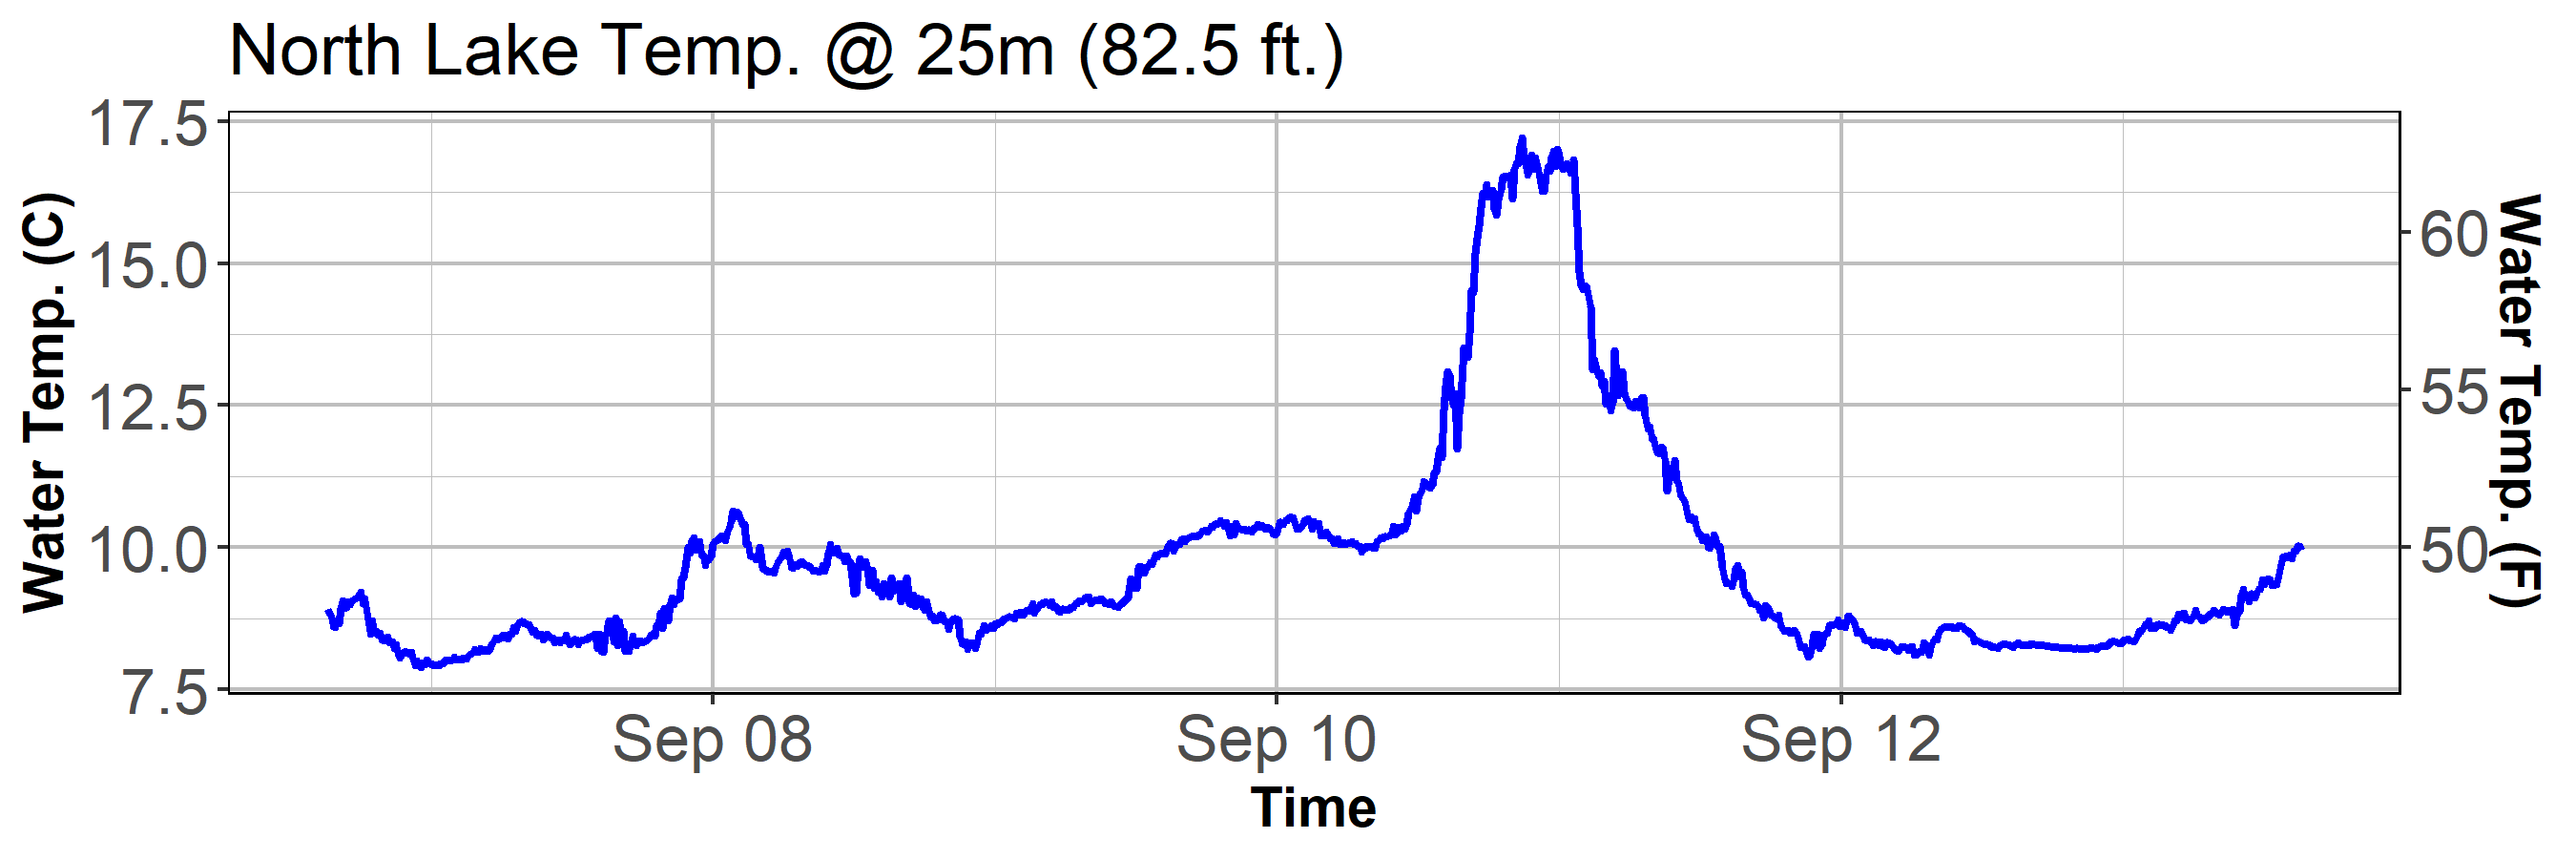 North Lake Temp. @ 25m (82.5 ft.)
17.5
15.0
12.5
10.0
7.5
Water Temp. (C)
60
55
50
Water Temp. (F)
Sep 08
Sep 10
Sep 12
Time